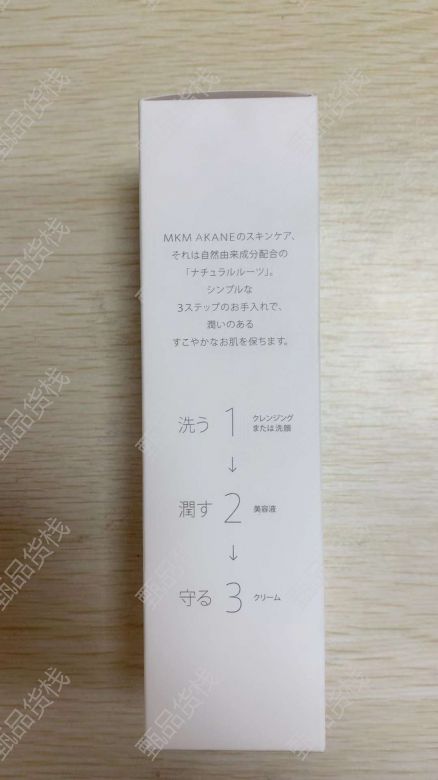 MKM AKANEのスキンケア、
それは自然由来成分配合の
「ナチュラルルーツ」。
シンプルな
3ステップのお手入れで、
潤いのある
すこやかなお肌を保ちます。
洗う 1 クレンジング
または洗顔
↓
潤す 2 美容液
↓
守る 3 クリーム
甄品货栈